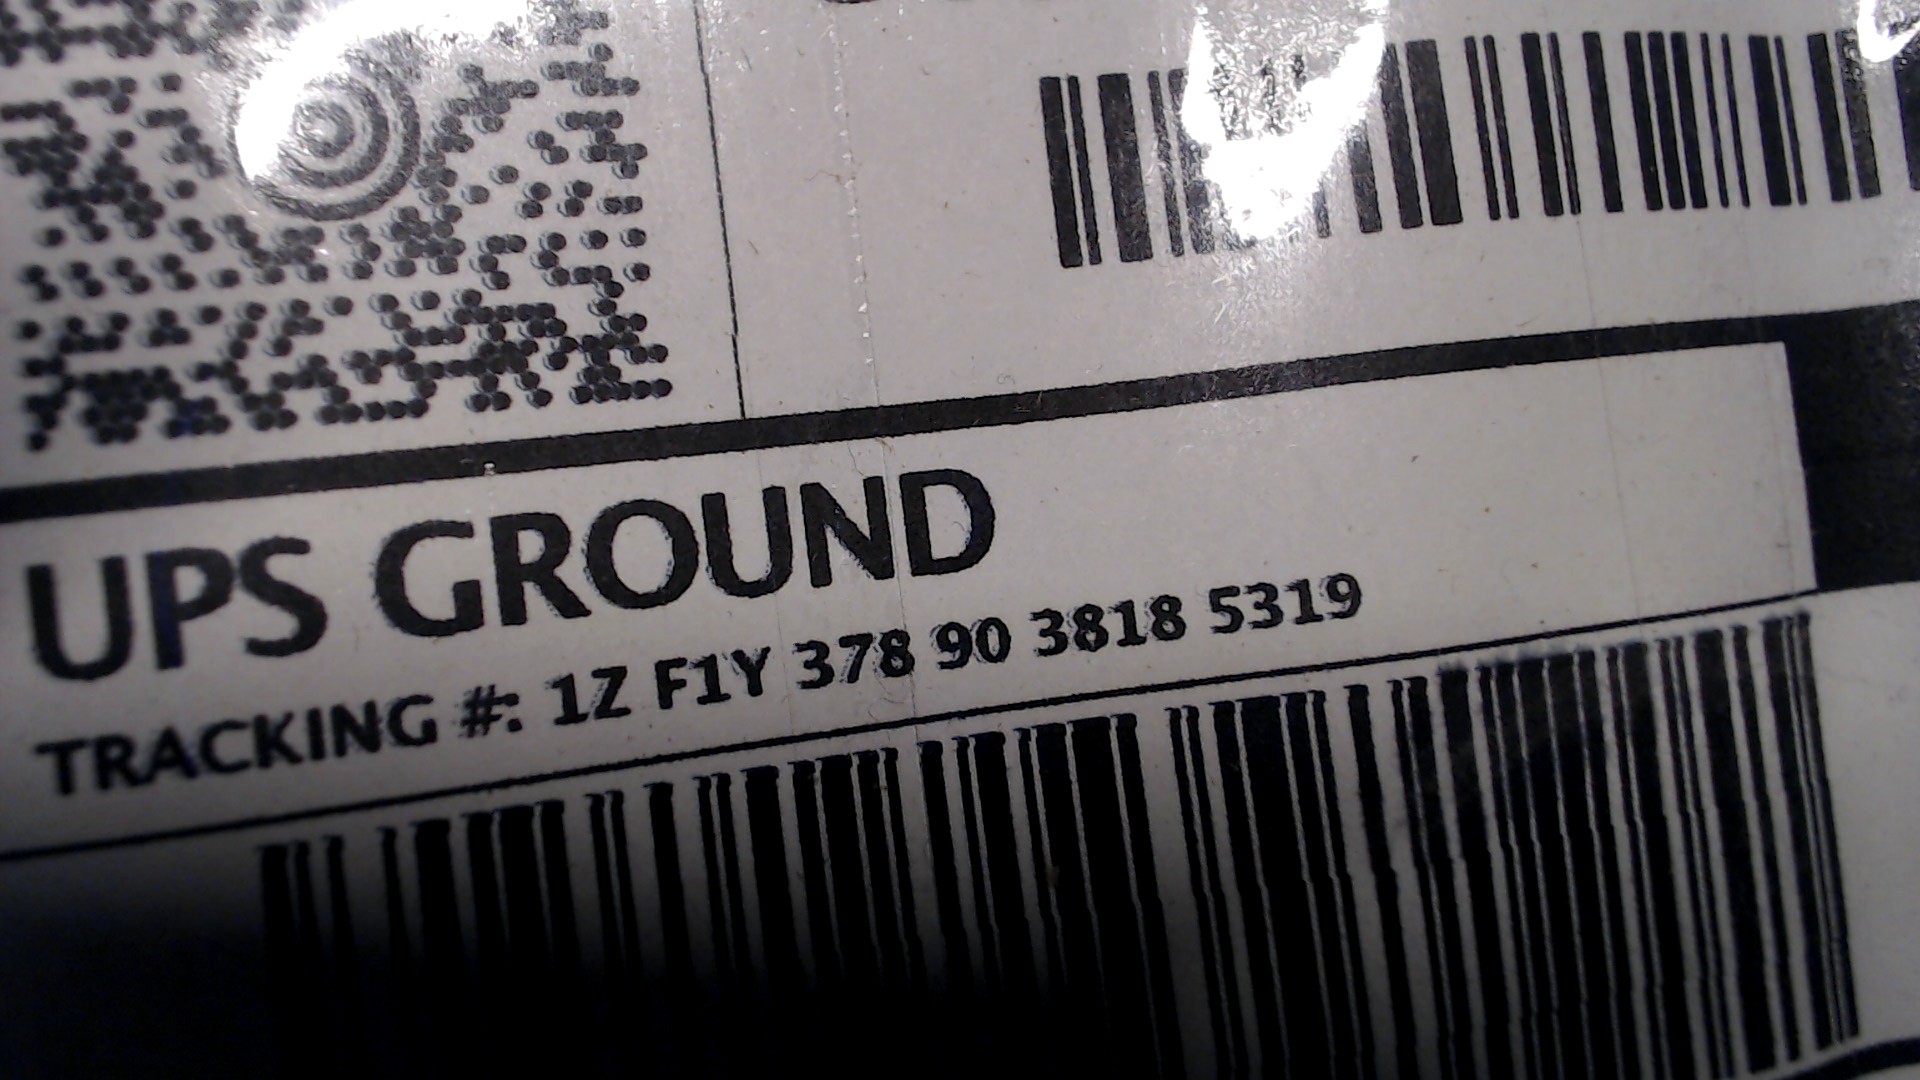 UPS GROUND
TRACKING #: 1Z F1Y 378 90 3818 5319